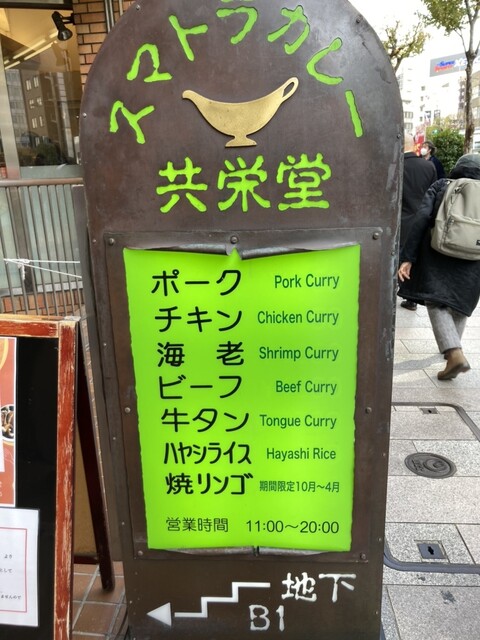 スマトラカレー
共栄堂
ポーク Pork Curry
チキン Chicken Curry
海老 Shrimp Curry
ビーフ Beef Curry
牛タン Tongue Curry
ハヤシライス Hayashi Rice
焼リンゴ 期間限定10月〜4月
営業時間 11:00〜20:00
地下
B1